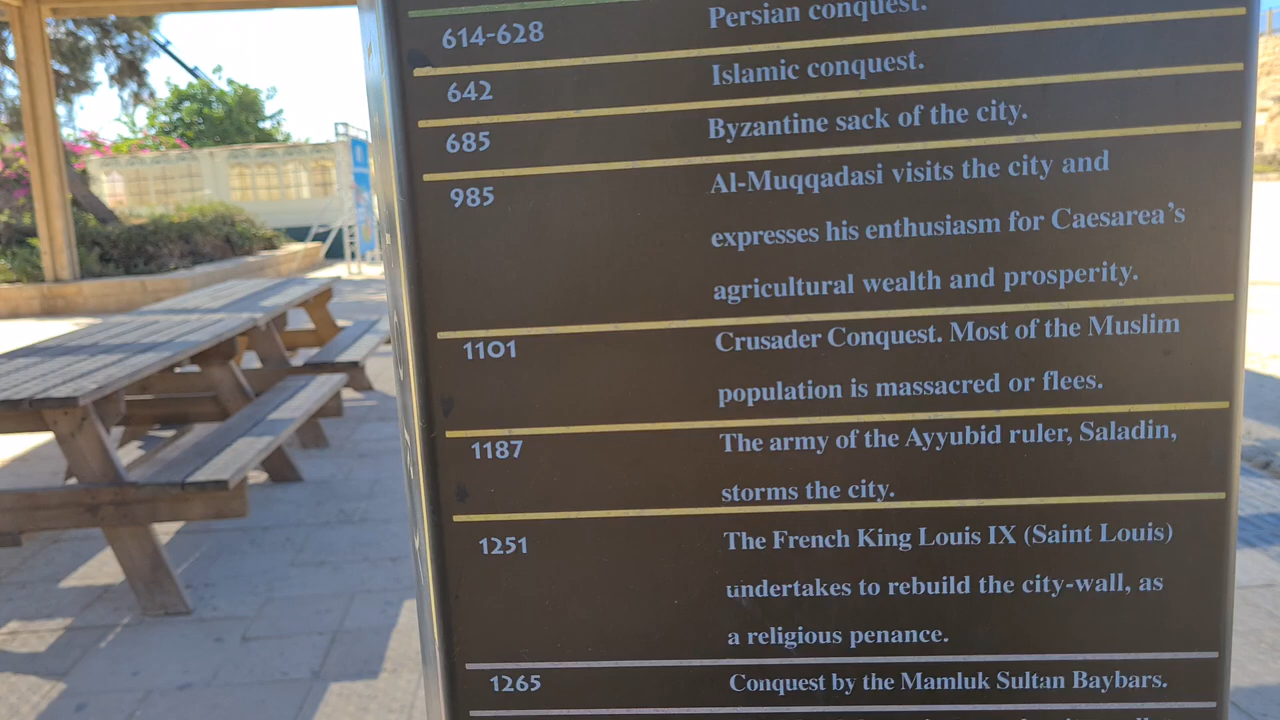 614-628 Persian conquest.
642 Islamic conquest.
685 Byzantine sack of the city.
985 Al-Muqqadasi visits the city and
expresses his enthusiasm for Caesarea's
agricultural wealth and prosperity.
1101 Crusader Conquest. Most of the Muslim
population is massacred or flees.
1187 The army of the Ayyubid ruler, Saladin,
storms the city.
1251 The French King Louis IX (Saint Louis)
undertakes to rebuild the city-wall, as
a religious penance.
1265 Conquest by the Mamluk Sultan Baybars.